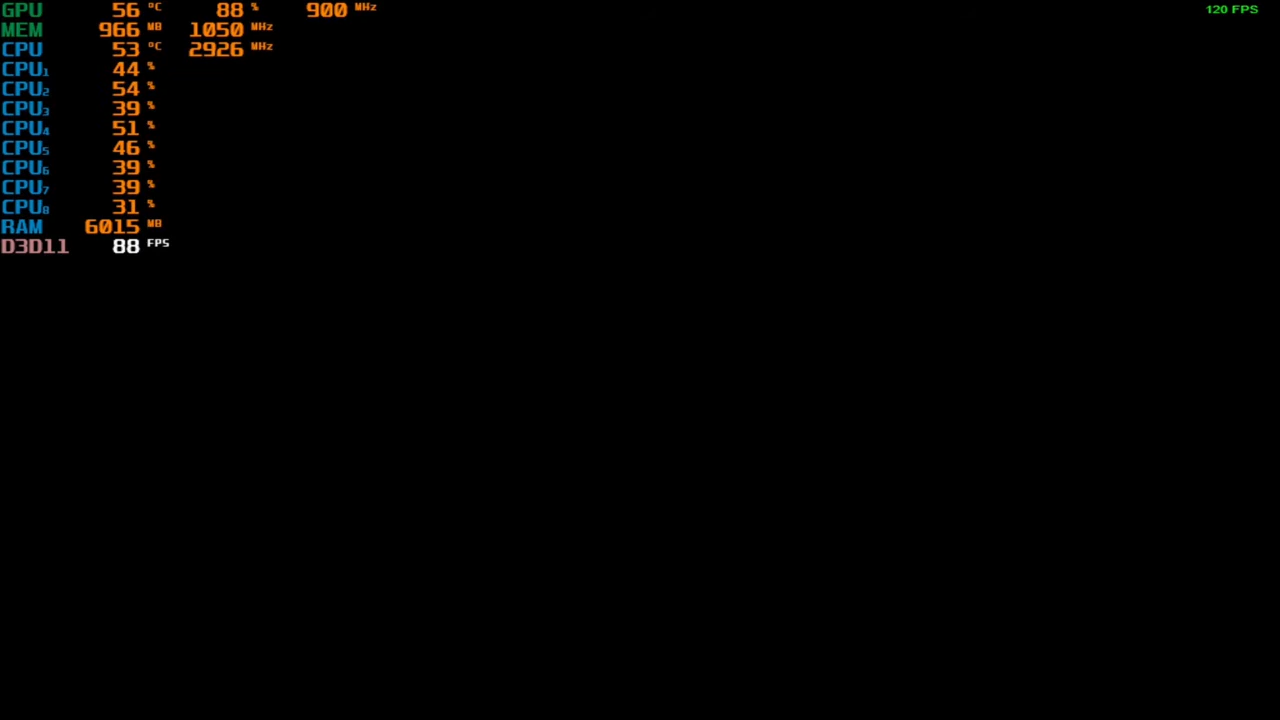 GPU 56 °C 88 % 900 MHz 120 FPS
MEM 966 MB 1050 MHz
CPU 53 °C 2926 MHz
CPU1 44 %
CPU2 54 %
CPU3 39 %
CPU4 51 %
CPU5 46 %
CPU6 39 %
CPU7 39 %
CPU8 31 %
RAM 6015 MB
D3D11 88 FPS